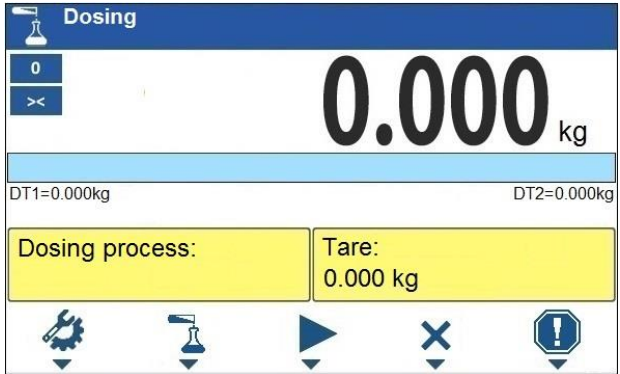 Dosing
0
><
0.000 kg
DT1=0.000kg DT2=0.000kg
Dosing process:
Tare:
0.000 kg
!